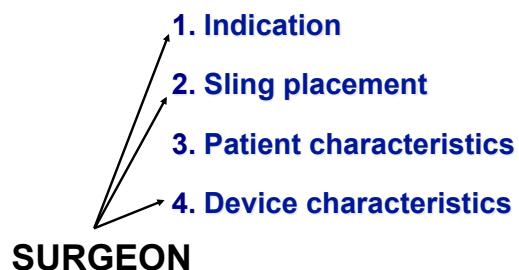 1. Indication
2. Sling placement
3. Patient characteristics
4. Device characteristics
SURGEON